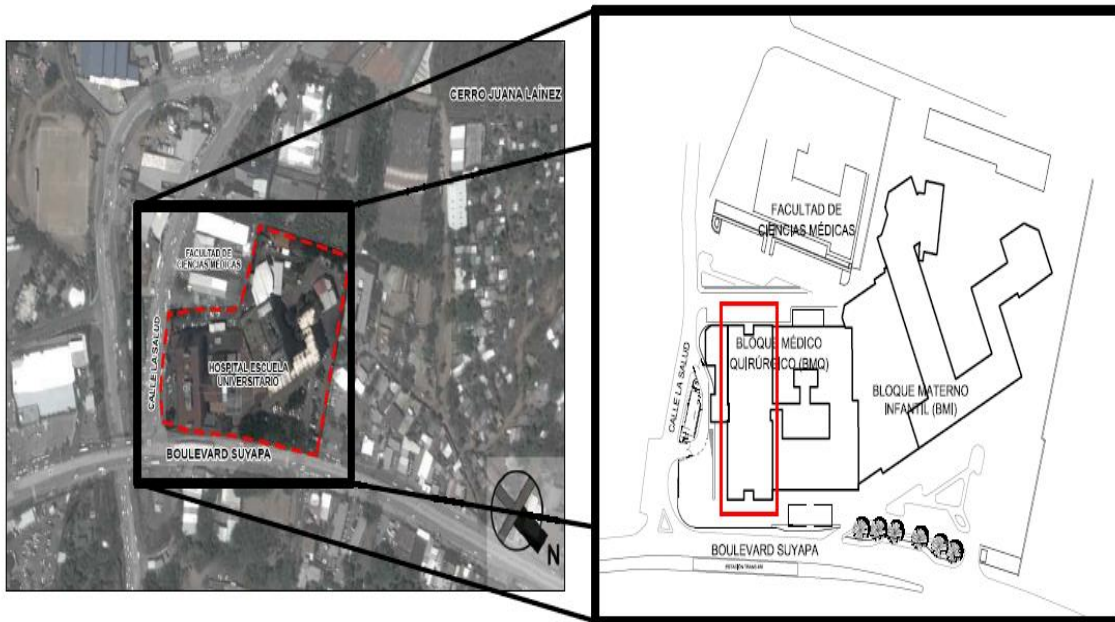 CERRO JUANA LAÍNEZ
FACULTAD DE
CIENCIAS MÉDICAS
CALLE LA SALUD
HOSPITAL ESCUELA
UNIVERSITARIO
BOULEVARD SUYAPA
N
FACULTAD DE
CIENCIAS MÉDICAS
BLOQUE MÉDICO
QUIRÚRGICO (BMQ)
CALLE LA SALUD
BLOQUE MATERNO
INFANTIL (BMI)
BOULEVARD SUYAPA